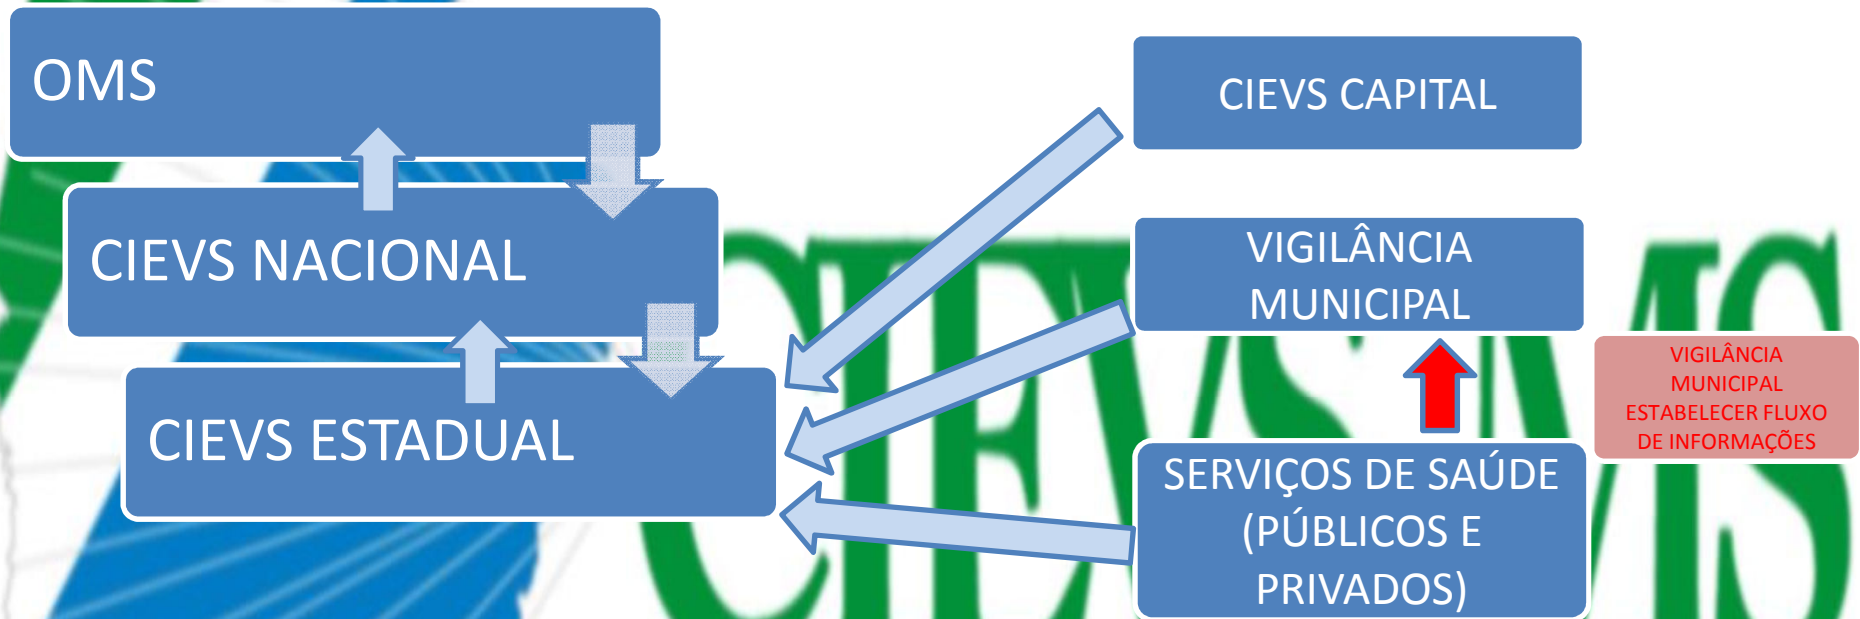 OMS
CIEVS NACIONAL
CIEVS ESTADUAL
CIEVS CAPITAL
VIGILÂNCIA
MUNICIPAL
VIGILÂNCIA
MUNICIPAL
ESTABELECER FLUXO
DE INFORMAÇÕES
SERVIÇOS DE SAÚDE
(PÚBLICOS E
PRIVADOS)